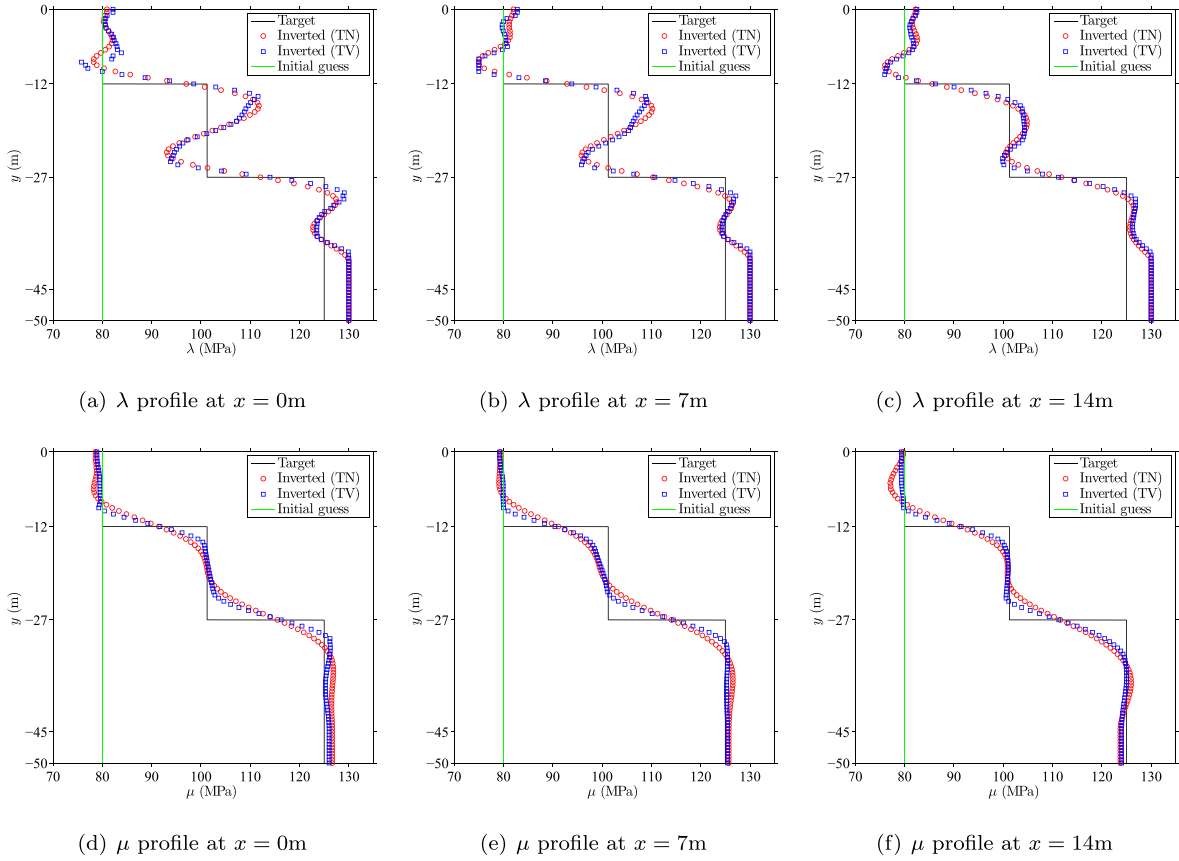 0
−12
−27
−45
−50
70 80 90 100 110 120 130
y (m)
λ (MPa)
Target
Inverted (TN)
Inverted (TV)
Initial guess
(a) λ profile at x = 0m
0
−12
−27
−45
−50
70 80 90 100 110 120 130
y (m)
λ (MPa)
Target
Inverted (TN)
Inverted (TV)
Initial guess
(b) λ profile at x = 7m
0
−12
−27
−45
−50
70 80 90 100 110 120 130
y (m)
λ (MPa)
Target
Inverted (TN)
Inverted (TV)
Initial guess
(c) λ profile at x = 14m
0
−12
−27
−45
−50
70 80 90 100 110 120 130
y (m)
μ (MPa)
Target
Inverted (TN)
Inverted (TV)
Initial guess
(d) μ profile at x = 0m
0
−12
−27
−45
−50
70 80 90 100 110 120 130
y (m)
μ (MPa)
Target
Inverted (TN)
Inverted (TV)
Initial guess
(e) μ profile at x = 7m
0
−12
−27
−45
−50
70 80 90 100 110 120 130
y (m)
μ (MPa)
Target
Inverted (TN)
Inverted (TV)
Initial guess
(f) μ profile at x = 14m